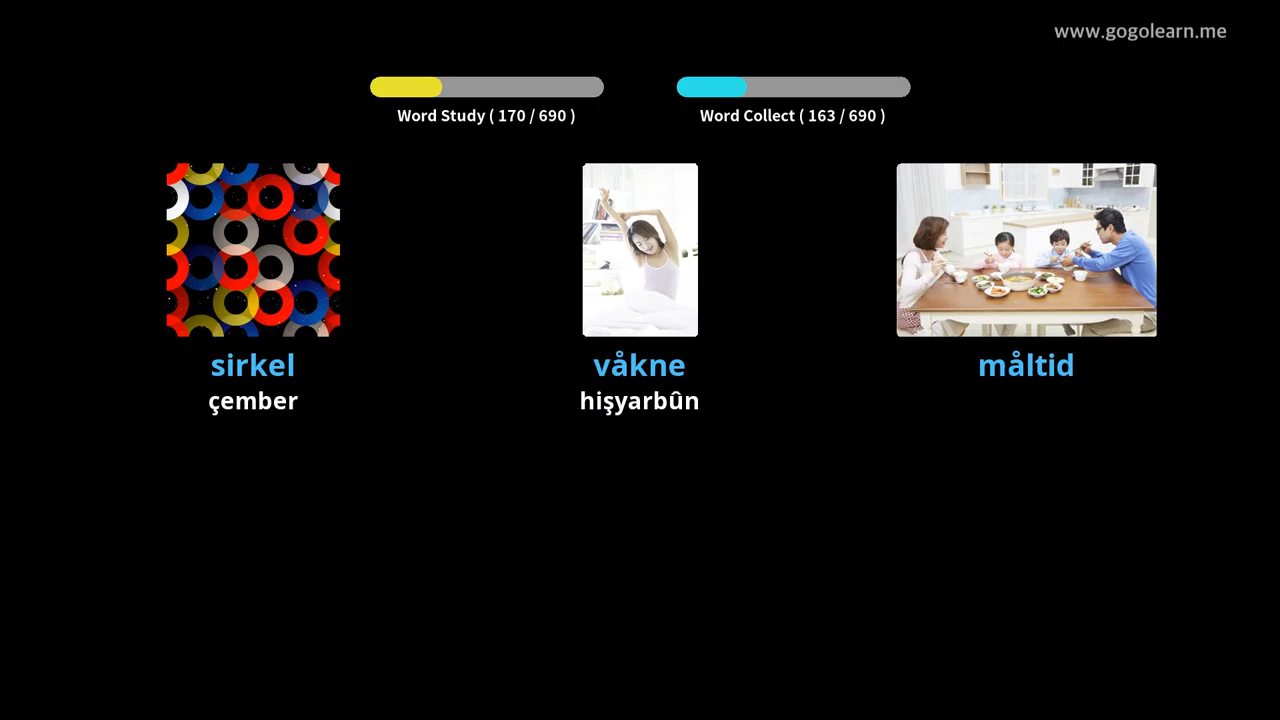 www.gogolearn.me
Word Study ( 170 / 690 )
Word Collect ( 163 / 690 )
sirkel
våkne
måltid
çember
hişyarbûn